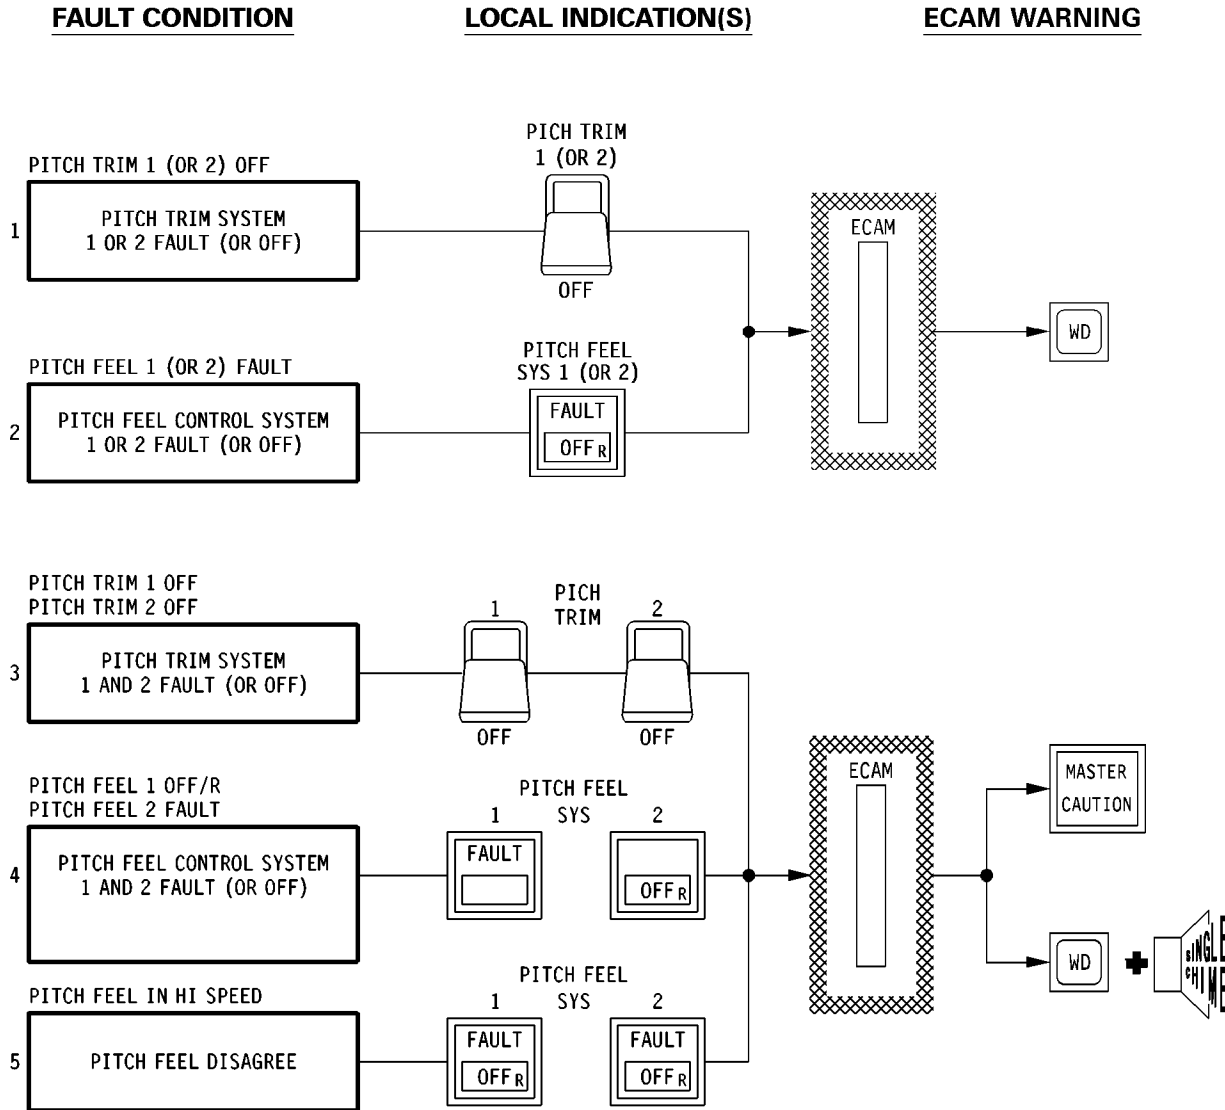 FAULT CONDITION
LOCAL INDICATION(S)
ECAM WARNING
PITCH TRIM 1 (OR 2) OFF
1
PITCH TRIM SYSTEM
1 OR 2 FAULT (OR OFF)
PICH TRIM
1 (OR 2)
OFF
ECAM
WD
PITCH FEEL 1 (OR 2) FAULT
2
PITCH FEEL CONTROL SYSTEM
1 OR 2 FAULT (OR OFF)
PITCH FEEL
SYS 1 (OR 2)
FAULT
OFF R
PITCH TRIM 1 OFF
PITCH TRIM 2 OFF
3
PITCH TRIM SYSTEM
1 AND 2 FAULT (OR OFF)
1
PICH
TRIM
2
OFF
OFF
PITCH FEEL 1 OFF/R
PITCH FEEL 2 FAULT
4
PITCH FEEL CONTROL SYSTEM
1 AND 2 FAULT (OR OFF)
PITCH FEEL
1 SYS 2
FAULT
OFF R
ECAM
MASTER
CAUTION
WD
SINGLE
CHIME
PITCH FEEL IN HI SPEED
5
PITCH FEEL DISAGREE
PITCH FEEL
1 SYS 2
FAULT
OFF R
FAULT
OFF R